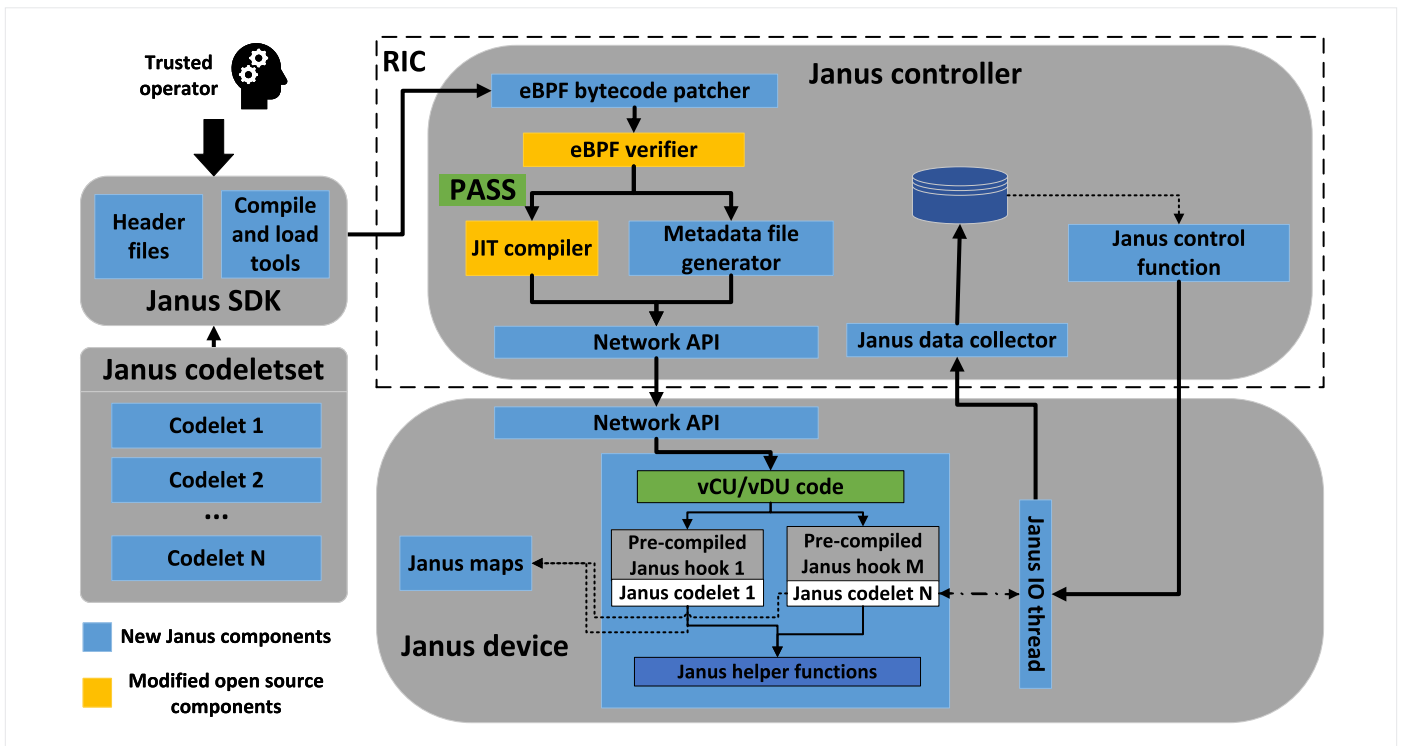 Trusted
operator
Header
files
Compile
and load
tools
Janus SDK
Janus codeletset
Codelet 1
Codelet 2
...
Codelet N
New Janus components
Modified open source
components
RIC
Janus controller
eBPF bytecode patcher
eBPF verifier
PASS
JIT compiler
Metadata file
generator
Network API
Janus control
function
Janus data collector
Network API
vCU/vDU code
Pre-compiled
Janus hook 1
Janus codelet 1
Pre-compiled
Janus hook M
Janus codelet N
Janus maps
Janus IO thread
Janus device
Janus helper functions